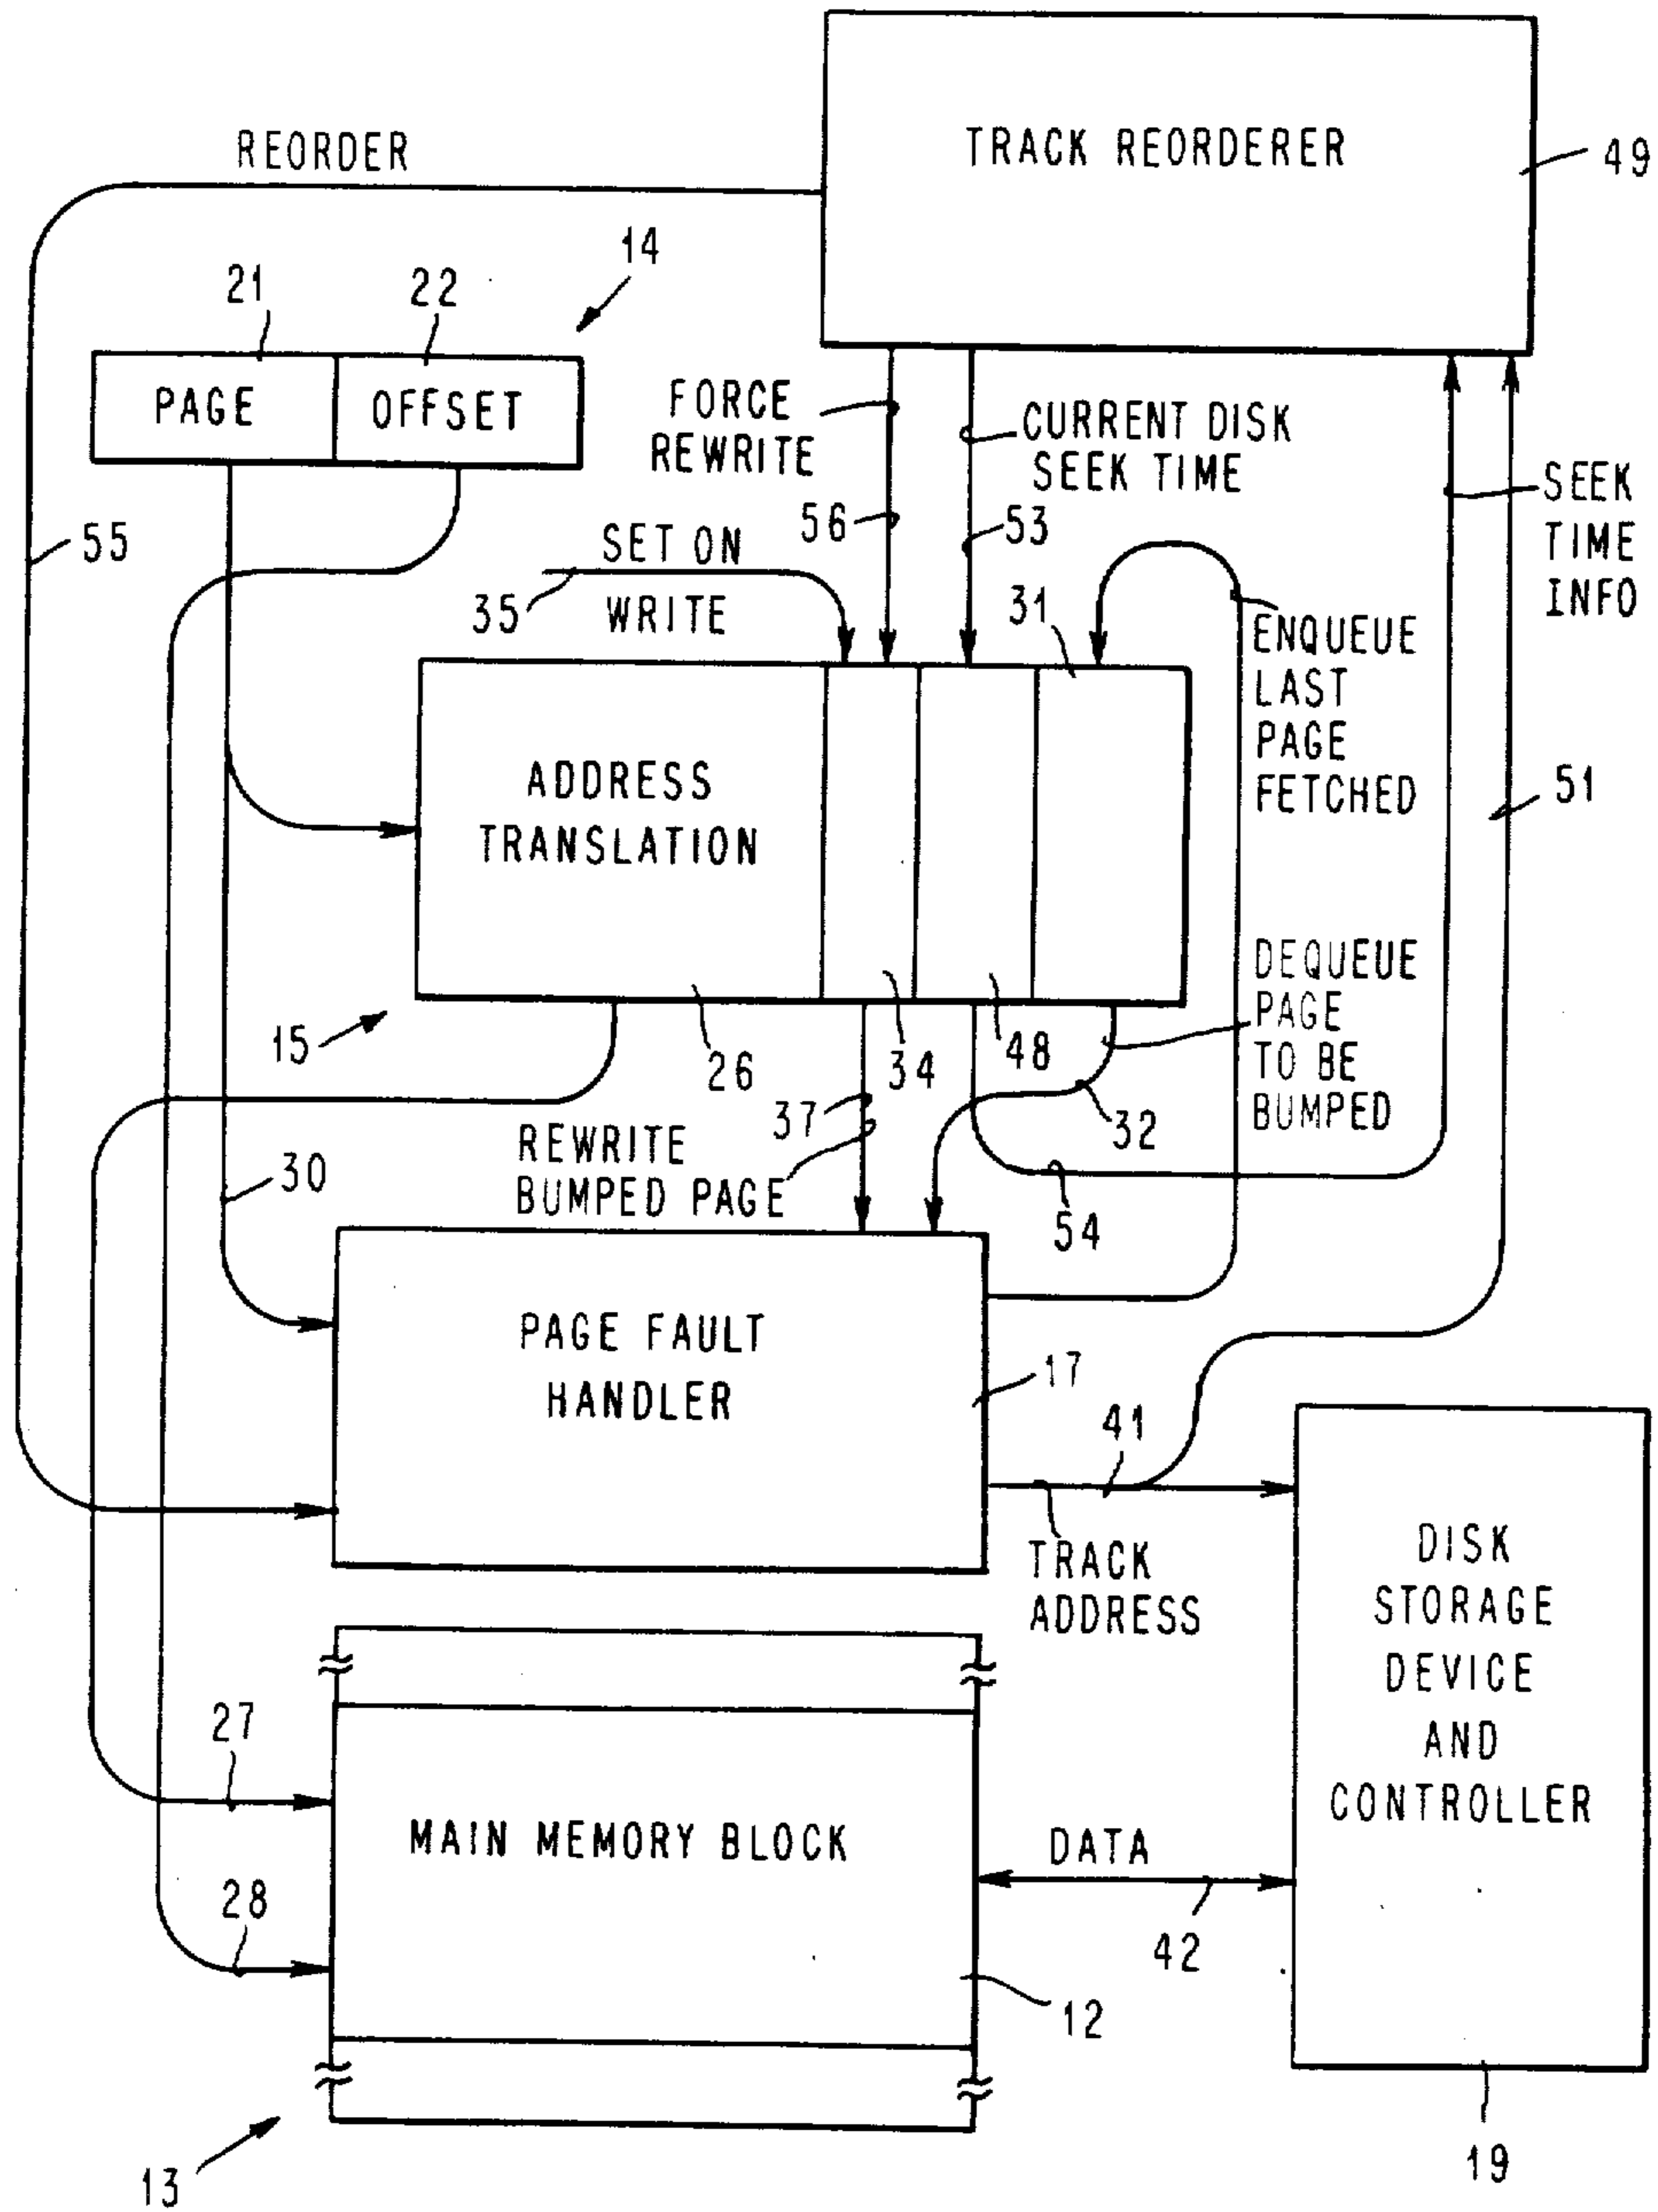 TRACK REORDERER
49
REORDER
14
21
22
PAGE
OFFSET
FORCE
REWRITE
CURRENT DISK
SEEK TIME
SEEK
TIME
INFO
55
56
53
SET ON
WRITE
35
31
ENQUEUE
LAST
PAGE
FETCHED
51
ADDRESS
TRANSLATION
DEQUEUE
PAGE
TO BE
BUMPED
15
26
34
48
37
32
REWRITE
BUMPED PAGE
30
54
PAGE FAULT
HANDLER
17
41
TRACK
ADDRESS
DISK
STORAGE
DEVICE
AND
CONTROLLER
27
MAIN MEMORY BLOCK
DATA
28
42
12
13
19